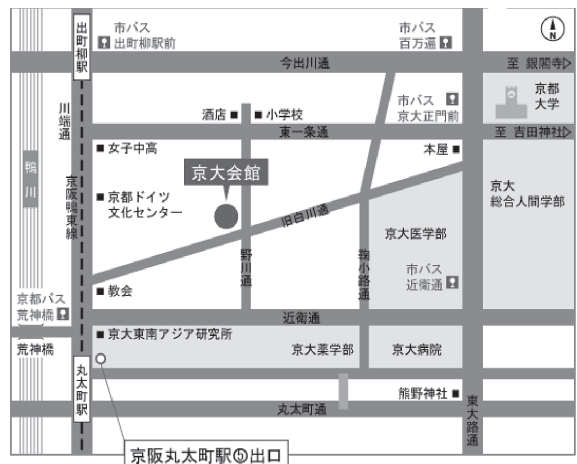 出町柳駅
市バス
出町柳駅前
市バス
百万遍
N
今出川通
至 銀閣寺
川端通
酒店
小学校
市バス
京大正門前
京都
大学
東一条通
至 吉田神社
女子中高
京大会館
本屋
鴨川
京阪鴨東線
京都ドイツ
文化センター
旧白川通
京大
総合人間学部
京大医学部
野川通
鞠小路通
市バス
近衛通
教会
京都バス
荒神橋
近衛通
荒神橋
京大東南アジア研究所
京大薬学部
京大病院
丸太町駅
熊野神社
丸太町通
東大路通
京阪丸太町駅⑤出口